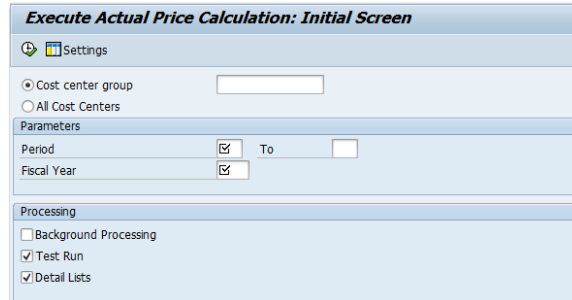 Execute Actual Price Calculation: Initial Screen
Settings
Cost center group
All Cost Centers
Parameters
Period To
Fiscal Year
Processing
Background Processing
Test Run
Detail Lists